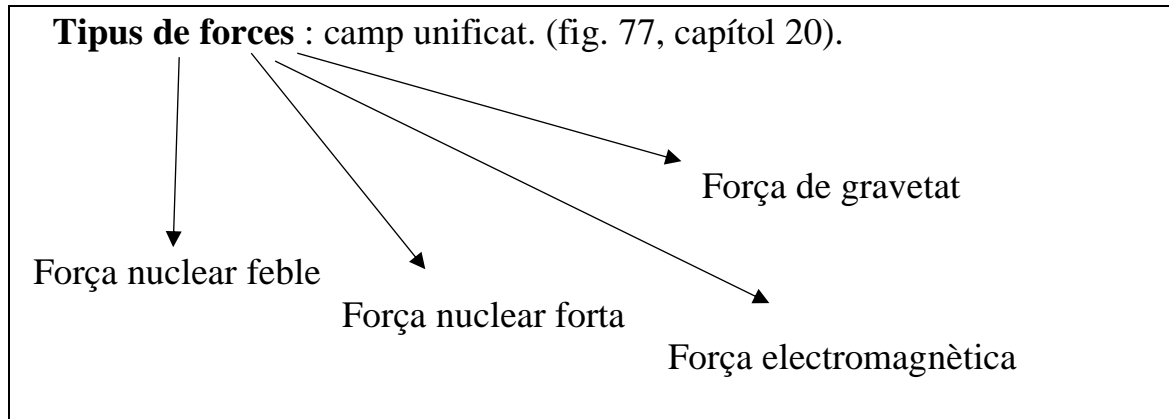 Tipus de forces : camp unificat. (fig. 77, capítol 20).
Força de gravetat
Força nuclear feble
Força nuclear forta
Força electromagnètica